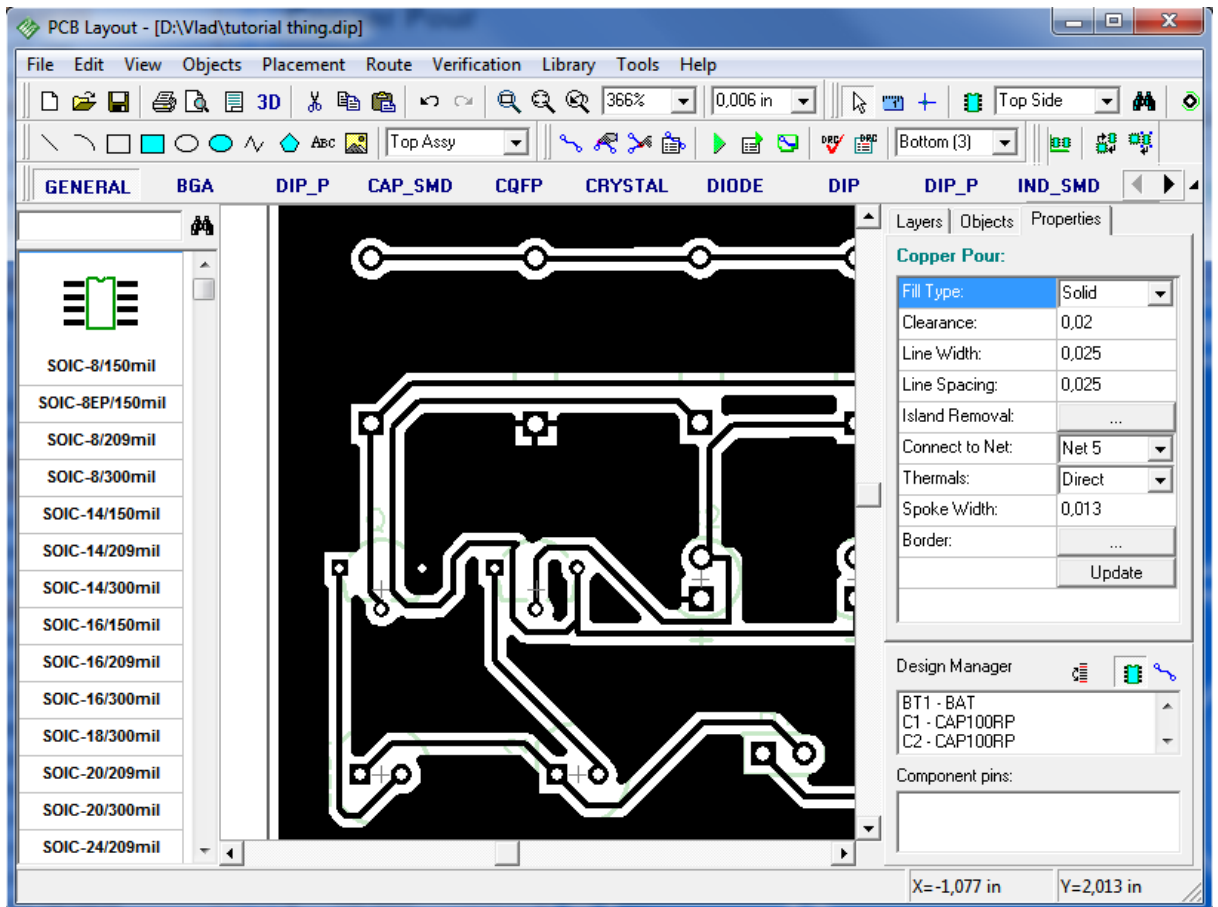 PCB Layout - [D:\Vlad\tutorial thing.dip]
File Edit View Objects Placement Route Verification Library Tools Help
3D 366% 0,006 in Top Side
ABC Top Assy DRC DRC Bottom (3)
GENERAL BGA DIP_P CAP_SMD CQFP CRYSTAL DIODE DIP DIP_P IND_SMD
SOIC-8/150mil
SOIC-8EP/150mil
SOIC-8/209mil
SOIC-8/300mil
SOIC-14/150mil
SOIC-14/209mil
SOIC-14/300mil
SOIC-16/150mil
SOIC-16/209mil
SOIC-16/300mil
SOIC-18/300mil
SOIC-20/209mil
SOIC-20/300mil
SOIC-24/209mil
Layers Objects Properties
Copper Pour:
Fill Type: Solid
Clearance: 0,02
Line Width: 0,025
Line Spacing: 0,025
Island Removal: ...
Connect to Net: Net 5
Thermals: Direct
Spoke Width: 0,013
Border: ...
Update
Design Manager
BT1 - BAT
C1 - CAP100RP
C2 - CAP100RP
Component pins:
X=-1,077 in Y=2,013 in